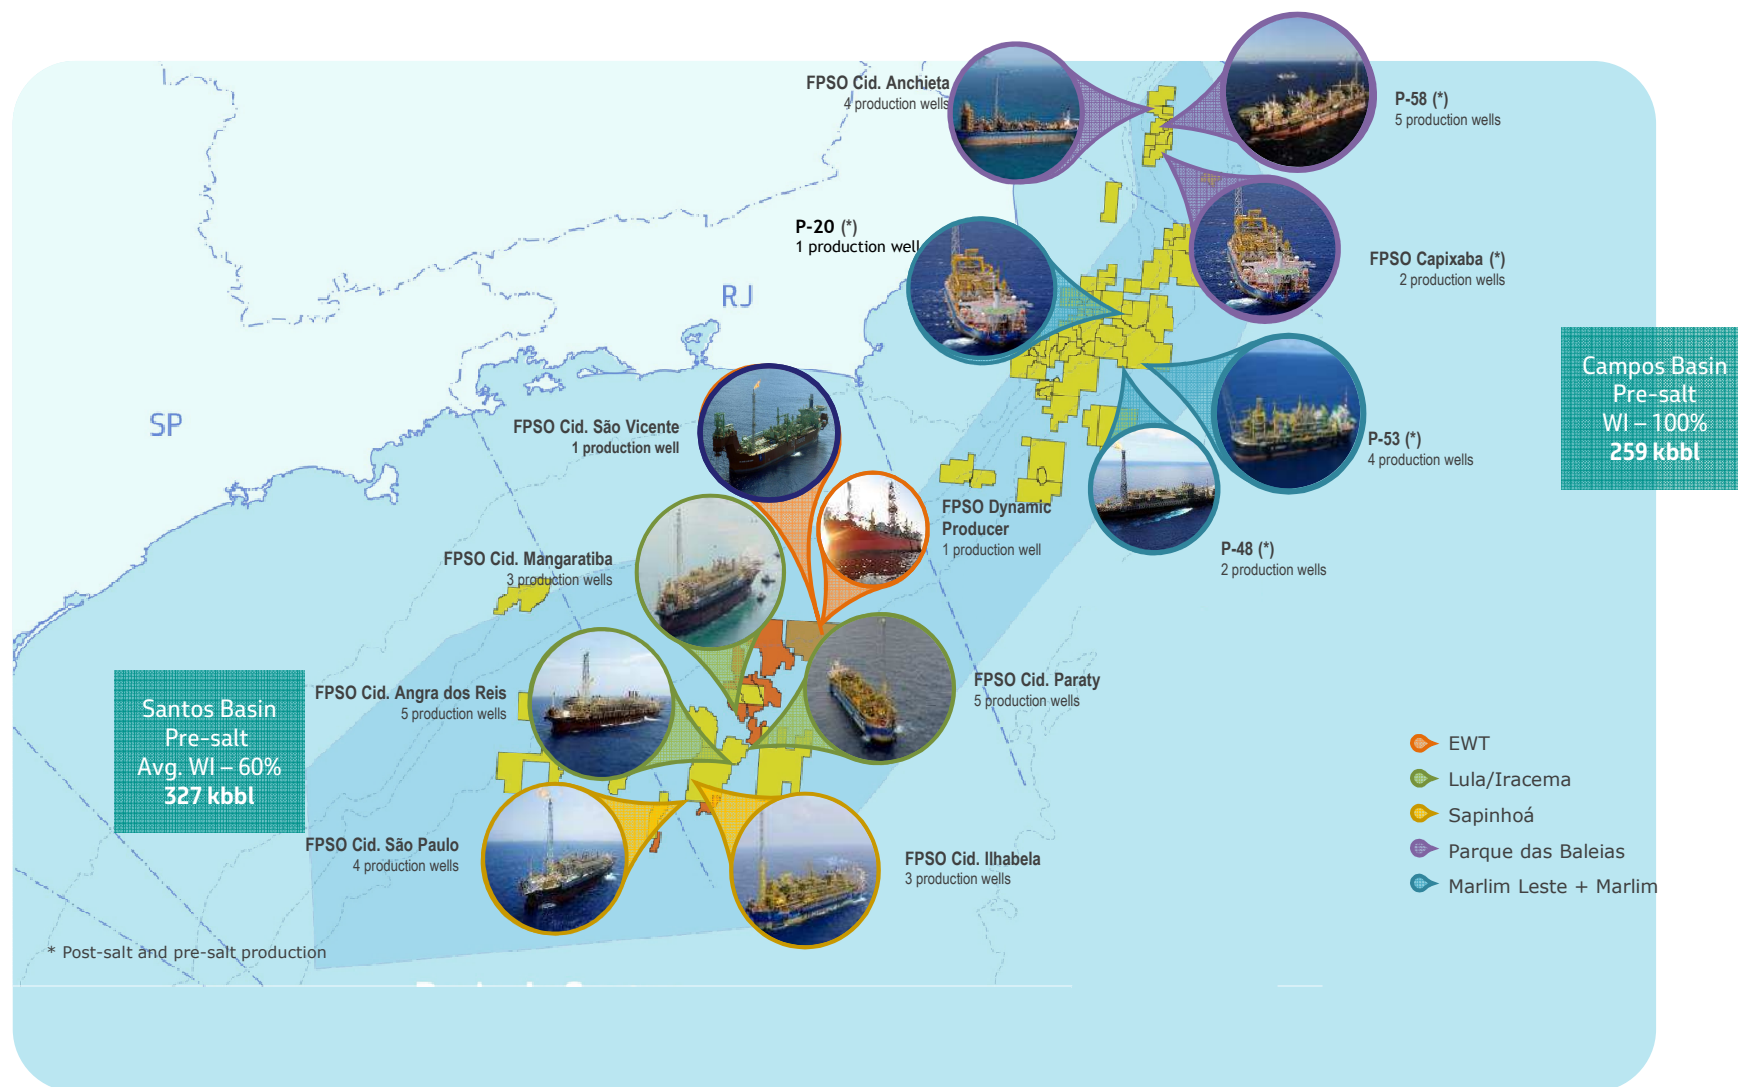 FPSO Cid. Anchieta
4 production wells
P-58 (*)
5 production wells
P-20 (*)
1 production well
FPSO Capixaba (*)
2 production wells
RJ
SP
Campos Basin
Pre-salt
WI – 100%
259 kbbl
FPSO Cid. São Vicente
1 production well
P-53 (*)
4 production wells
FPSO Dynamic
Producer
1 production well
P-48 (*)
2 production wells
FPSO Cid. Mangaratiba
3 production wells
Santos Basin
Pre-salt
Avg. WI – 60%
327 kbbl
FPSO Cid. Angra dos Reis
5 production wells
FPSO Cid. Paraty
5 production wells
EWT
Lula/Iracema
Sapinhoá
Parque das Baleias
Marlim Leste + Marlim
FPSO Cid. São Paulo
4 production wells
FPSO Cid. Ilhabela
3 production wells
* Post-salt and pre-salt production